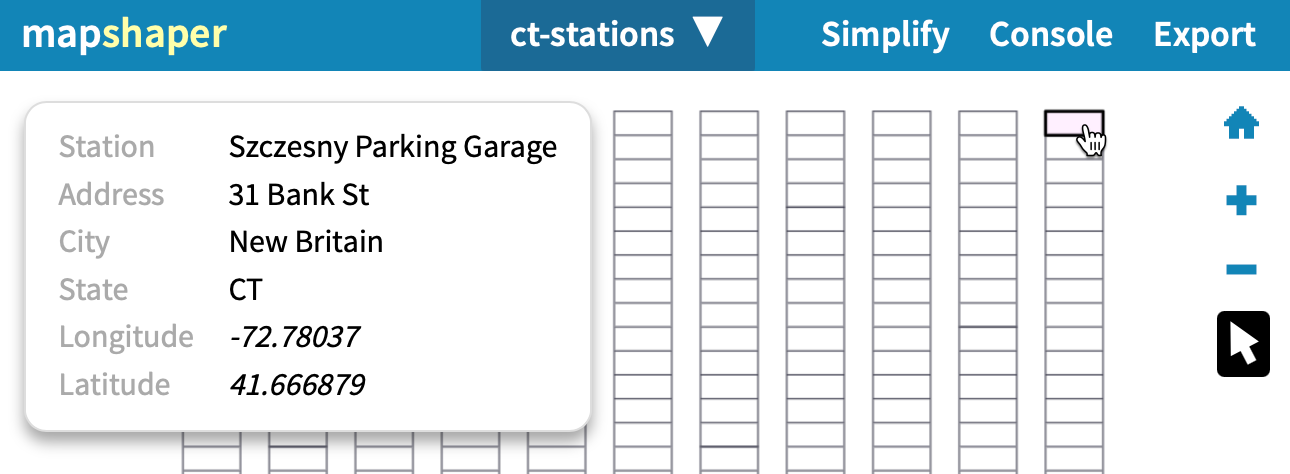 mapshaper
ct-stations ▼
Simplify
Console
Export
Station Szczesny Parking Garage
Address 31 Bank St
City New Britain
State CT
Longitude -72.78037
Latitude 41.666879